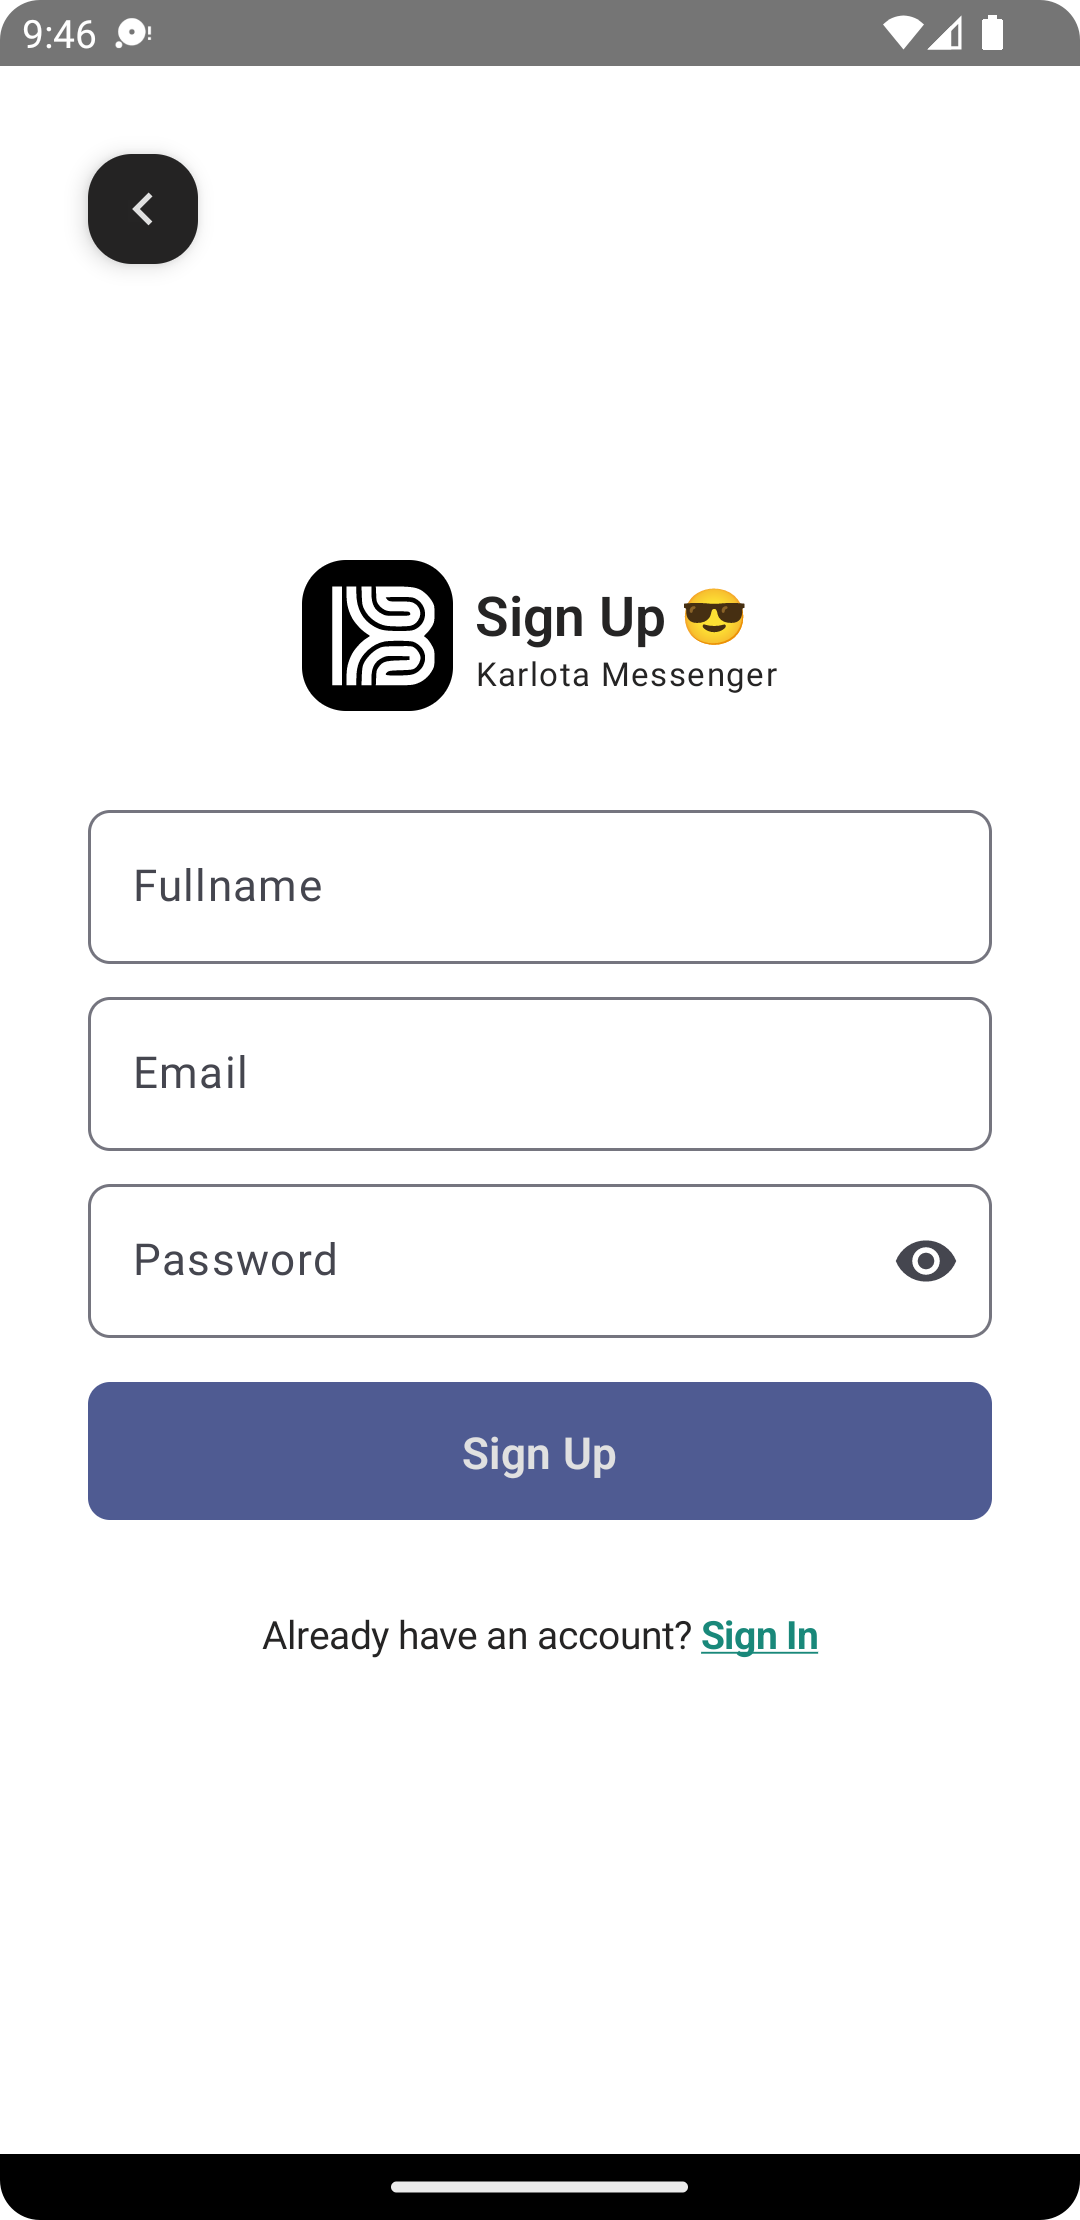 9:46
Sign Up 😎
Karlota Messenger
Fullname
Email
Password
Sign Up
Already have an account? Sign In